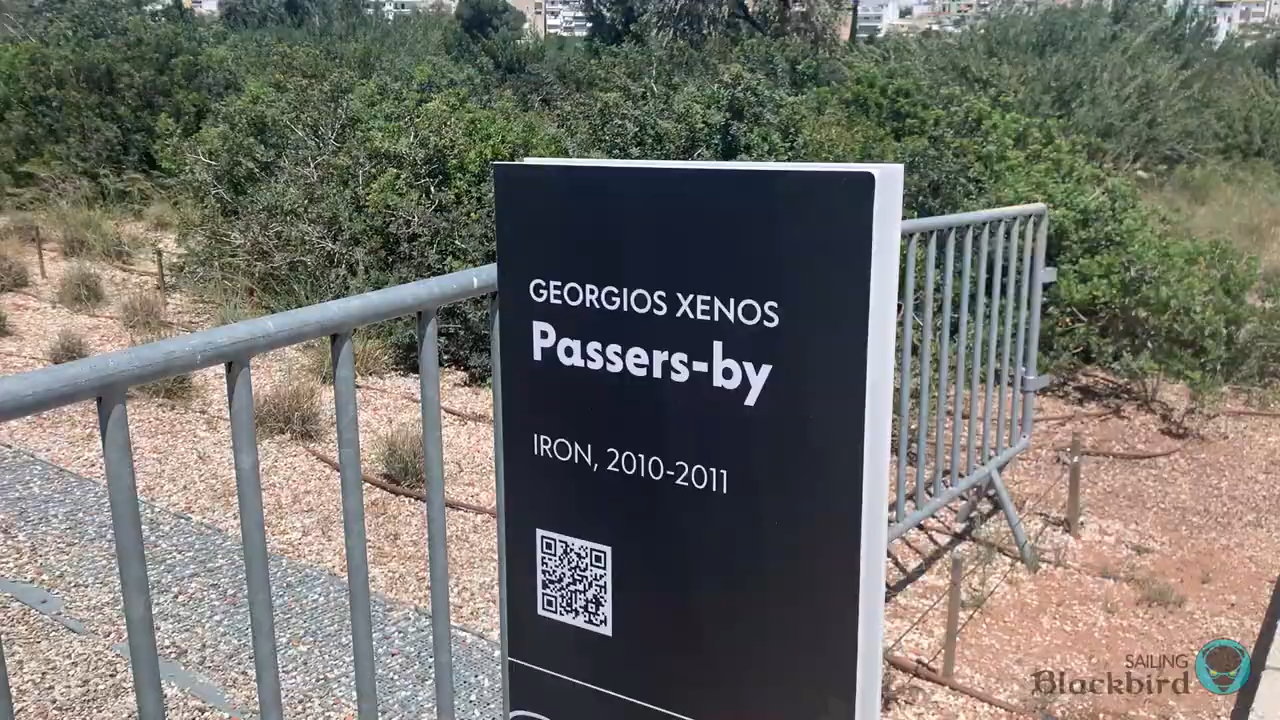 GEORGIOS XENOS
Passers-by
IRON, 2010-2011
SAILING
Blackbird